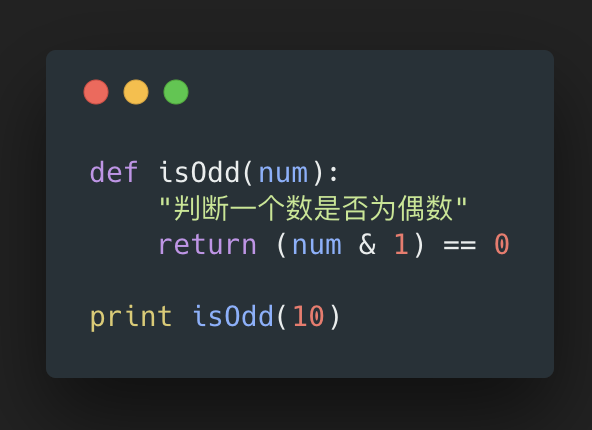 def isOdd(num):
    "判断一个数是否为偶数"
    return (num & 1) == 0
print isOdd(10)